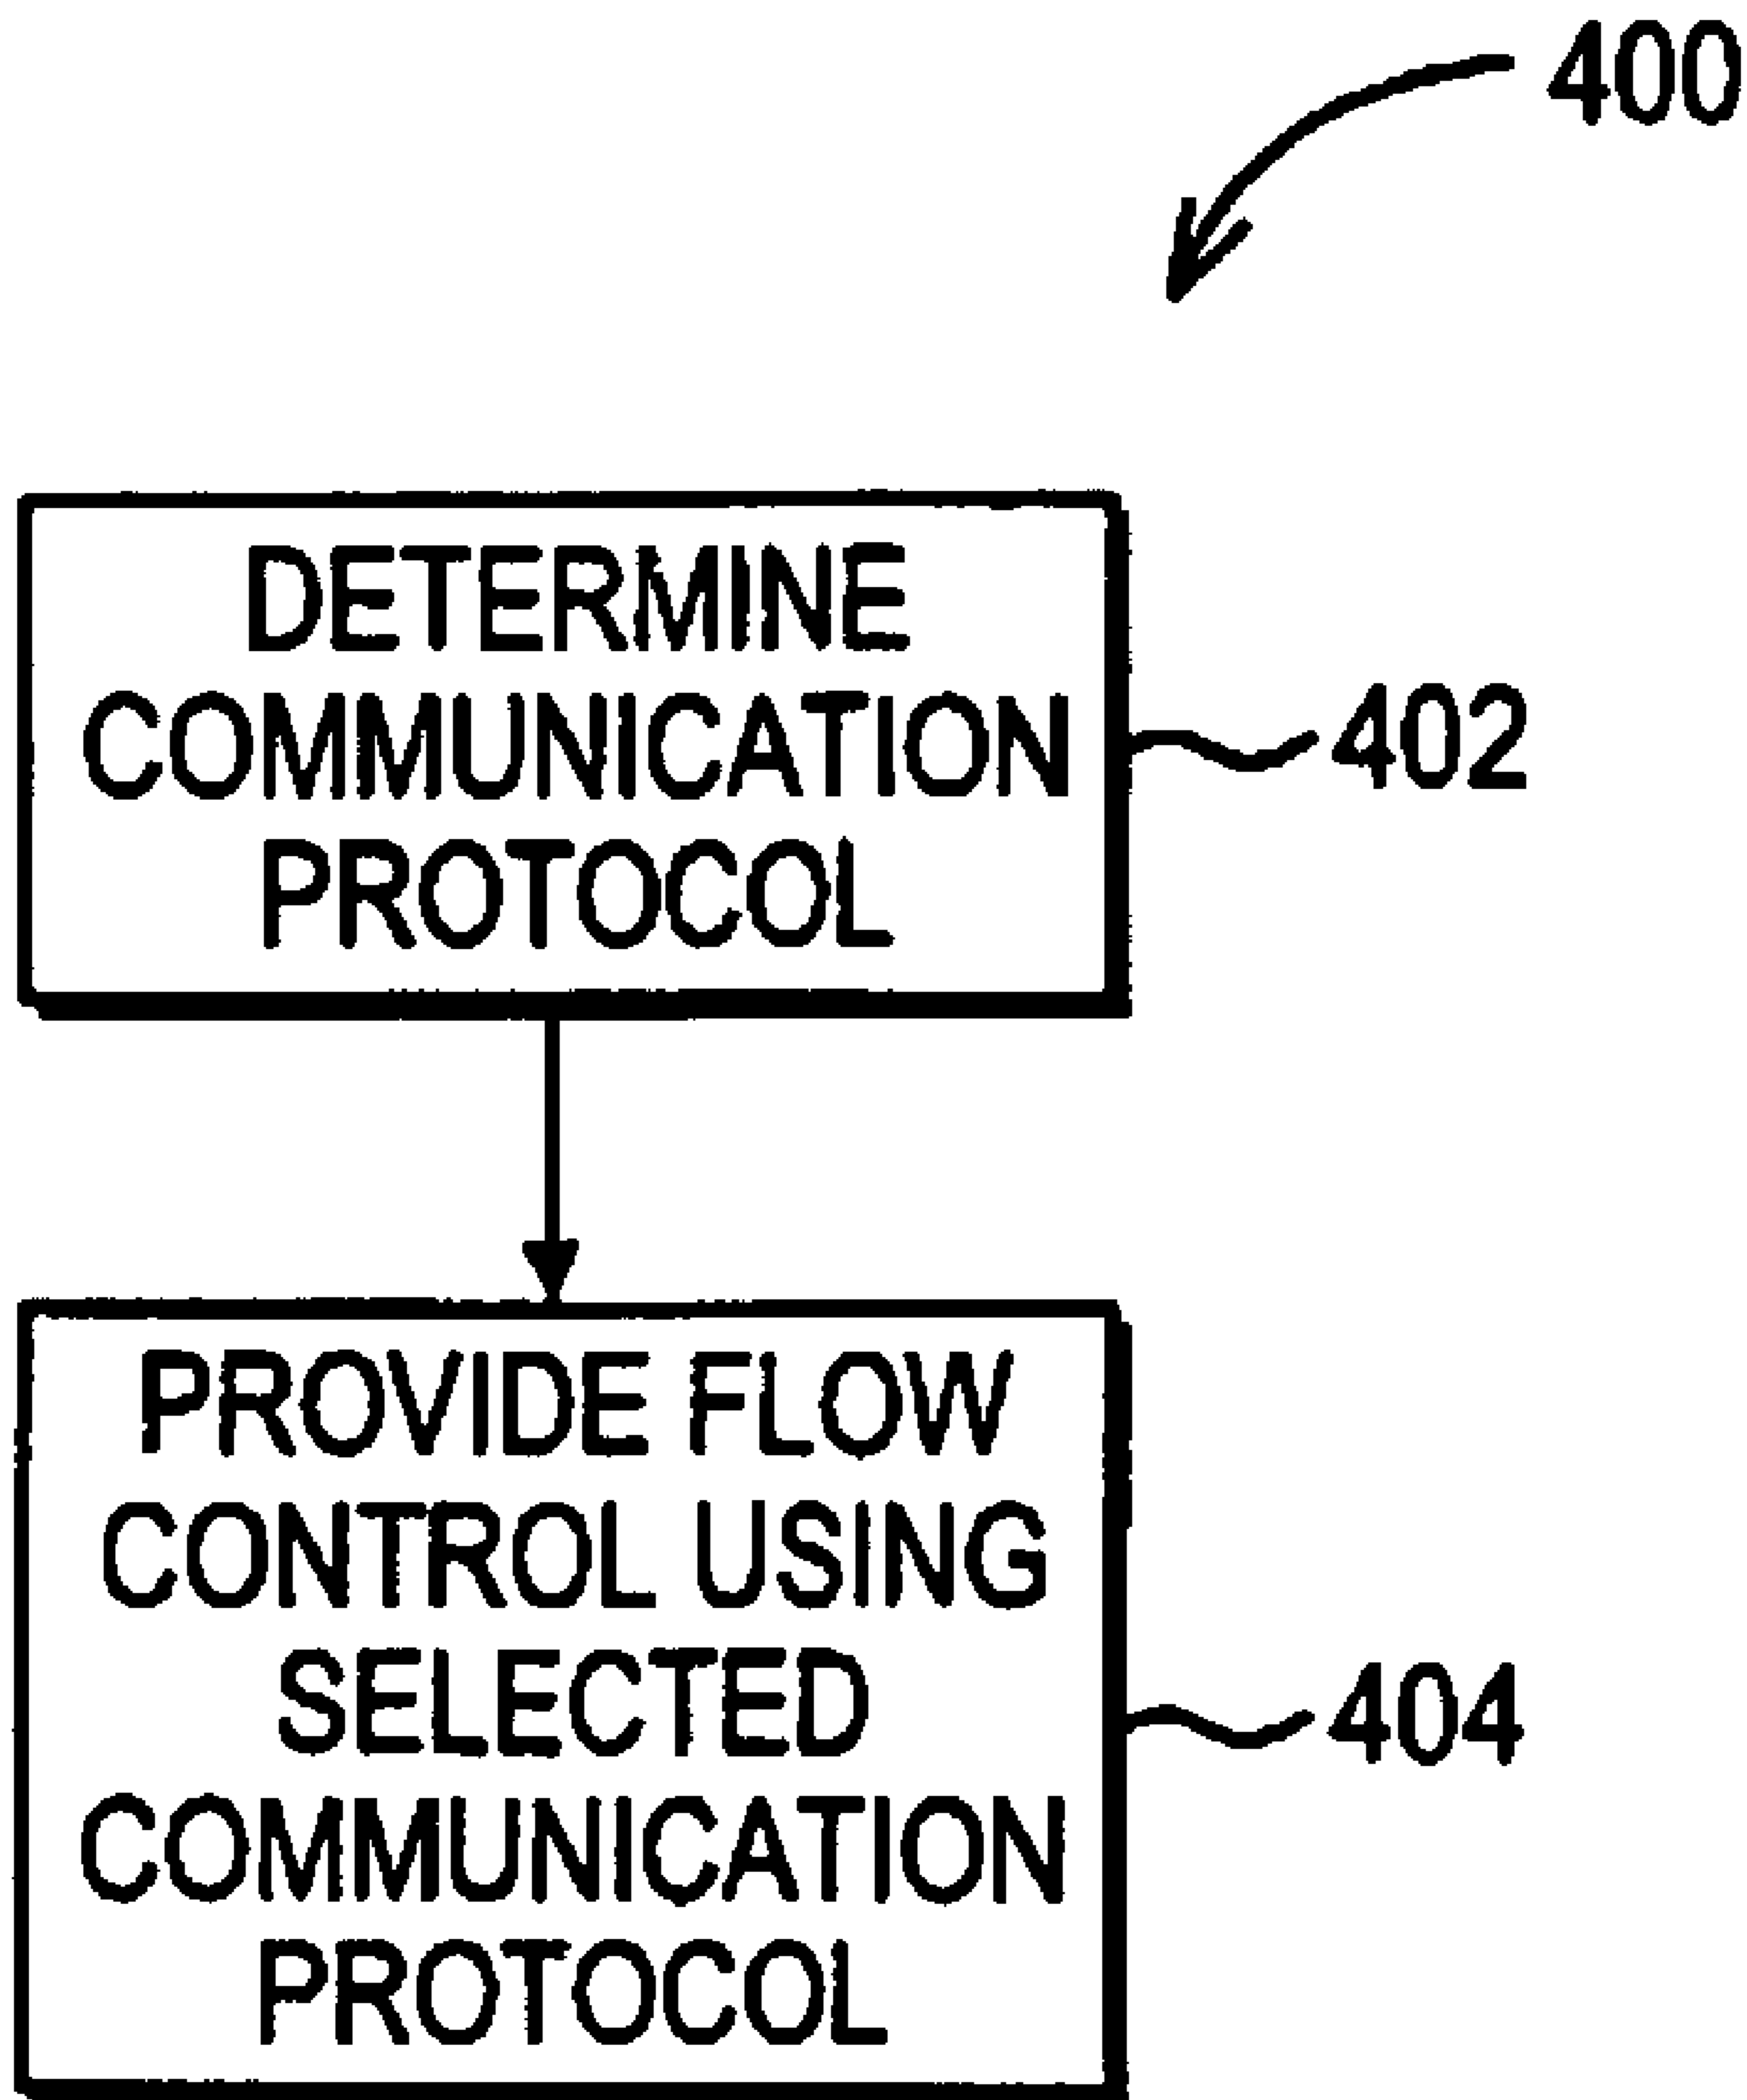 400
DETERMINE
COMMUNICATION
PROTOCOL
402
PROVIDE FLOW
CONTROL USING
SELECTED
COMMUNICATION
PROTOCOL
404